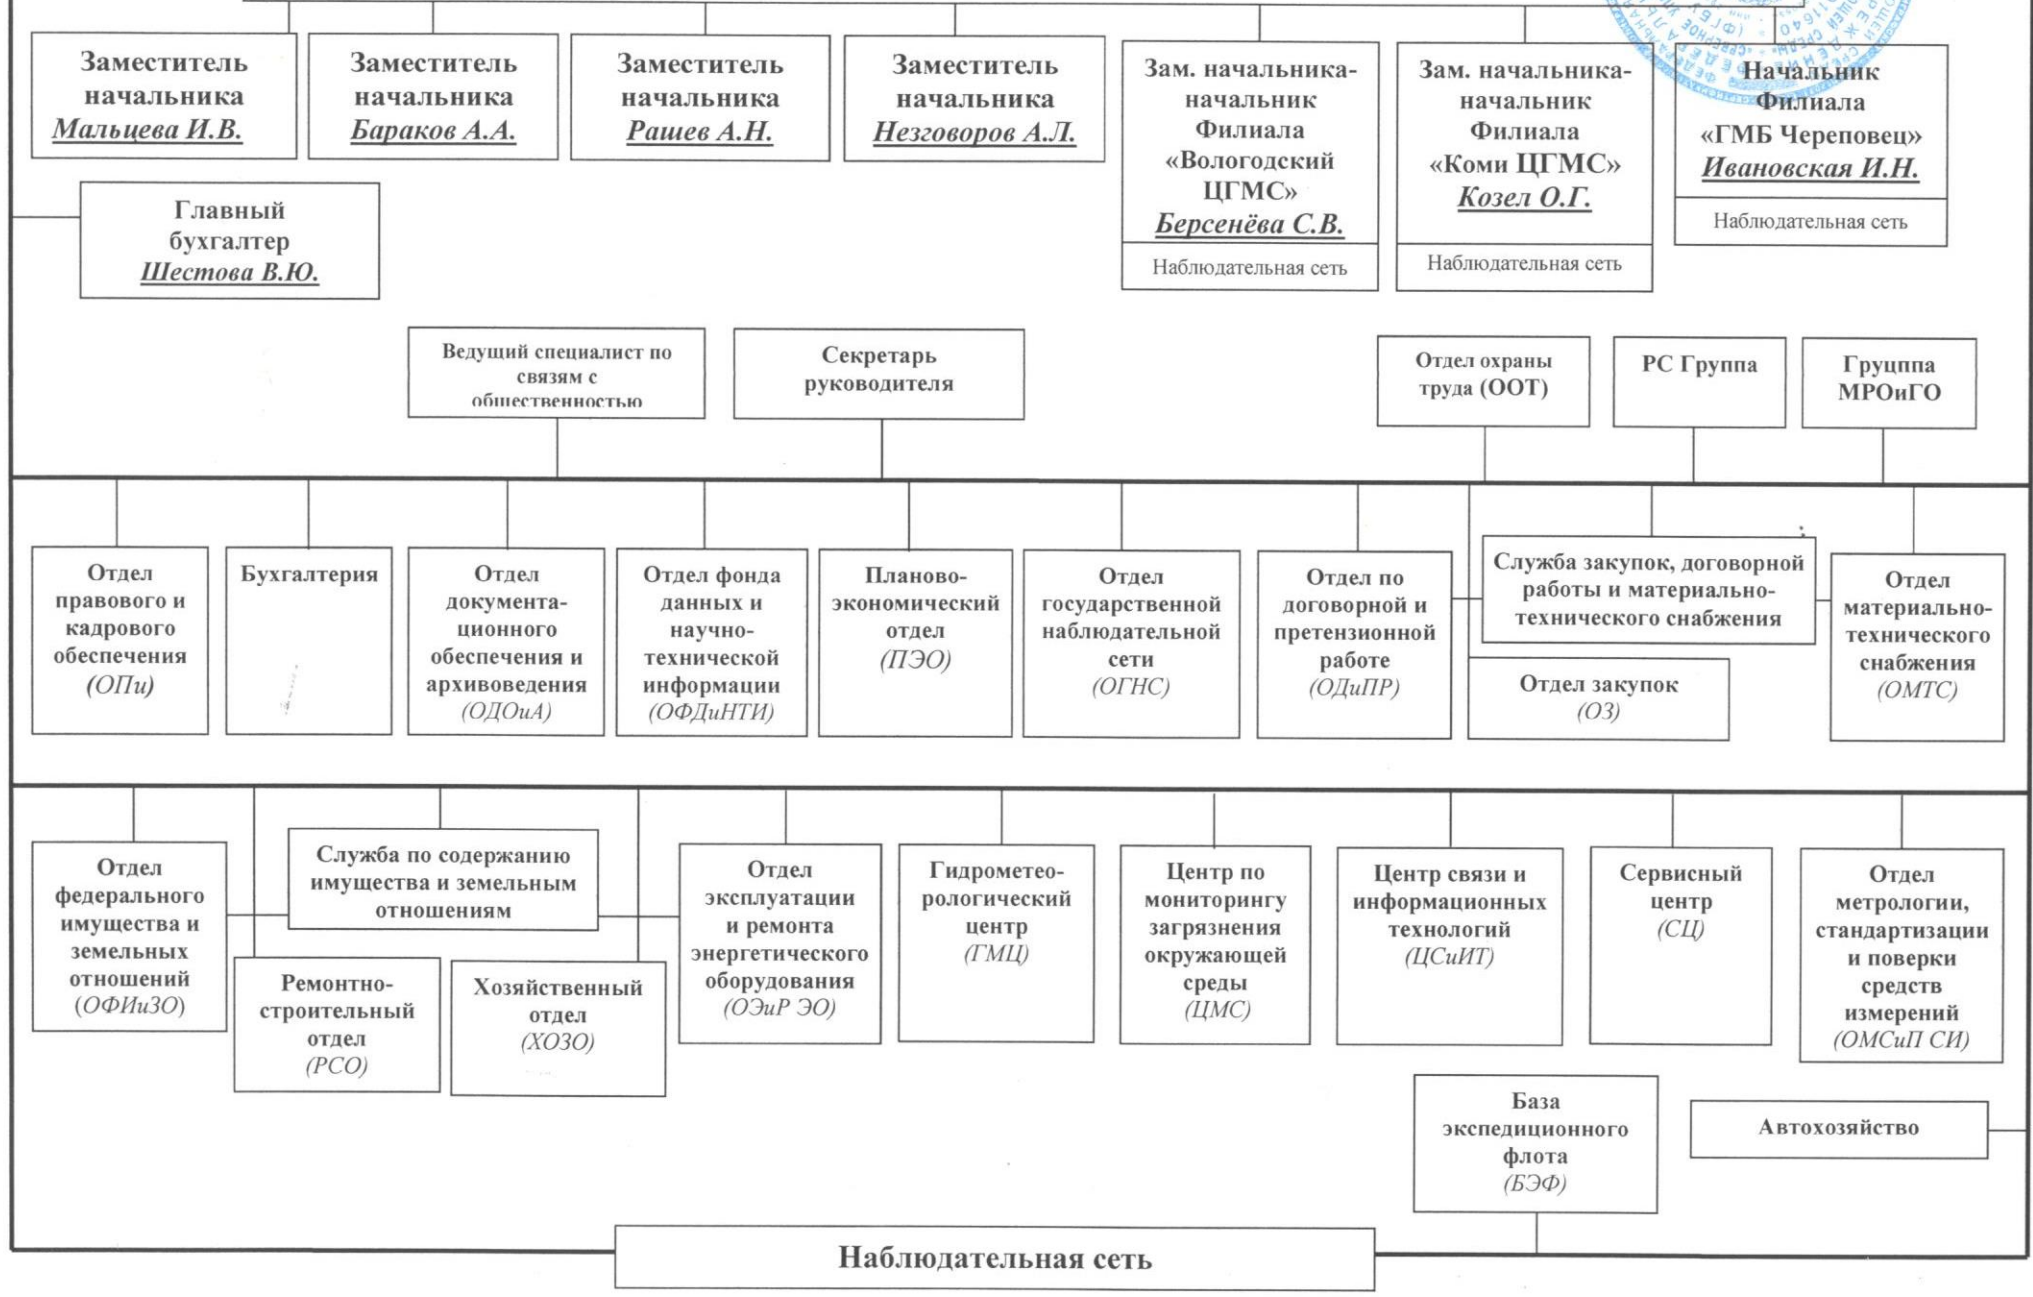 Заместитель
начальника
Мальцева И.В.
Заместитель
начальника
Бараков А.А.
Заместитель
начальника
Рашев А.Н.
Заместитель
начальника
Незговоров А.Л.
Зам. начальника-
начальник
Филиала
«Вологодский
ЦГМС»
Берсенёва С.В.
Наблюдательная сеть
Зам. начальника-
начальник
Филиала
«Коми ЦГМС»
Козел О.Г.
Наблюдательная сеть
Начальник
Филиала
«ГМБ Череповец»
Ивановская И.Н.
Наблюдательная сеть
Главный
бухгалтер
Шестова В.Ю.
Ведущий специалист по
связям с
общественностью
Секретарь
руководителя
Отдел охраны
труда (ООТ)
РС Группа
Груцппа
МРОиГО
Отдел
правового и
кадрового
обеспечения
(ОПи)
Бухгалтерия
Отдел
документа-
ционного
обеспечения и
архивоведения
(ОДОиА)
Отдел фонда
данных и
научно-
технической
информации
(ОФДиНТИ)
Планово-
экономический
отдел
(ПЭО)
Отдел
государственной
наблюдательной
сети
(ОГНС)
Отдел по
договорной и
претензионной
работе
(ОДиПР)
Служба закупок, договорной
работы и материально-
технического снабжения
Отдел закупок
(ОЗ)
Отдел
материально-
технического
снабжения
(ОМТС)
Отдел
федерального
имущества и
земельных
отношений
(ОФИиЗО)
Служба по содержанию
имущества и земельным
отношениям
Ремонтно-
строительный
отдел
(РСО)
Хозяйственный
отдел
(ХОЗО)
Отдел
эксплуатации
и ремонта
энергетического
оборудования
(ОЭиР ЭО)
Гидрометео-
рологический
центр
(ГМЦ)
Центр по
мониторингу
загрязнения
окружающей
среды
(ЦМС)
Центр связи и
информационных
технологий
(ЦСиИТ)
Сервисный
центр
(СЦ)
Отдел
метрологии,
стандартизации
и поверки
средств
измерений
(ОМСиП СИ)
База
экспедиционного
флота
(БЭФ)
Автохозяйство
Наблюдательная сеть